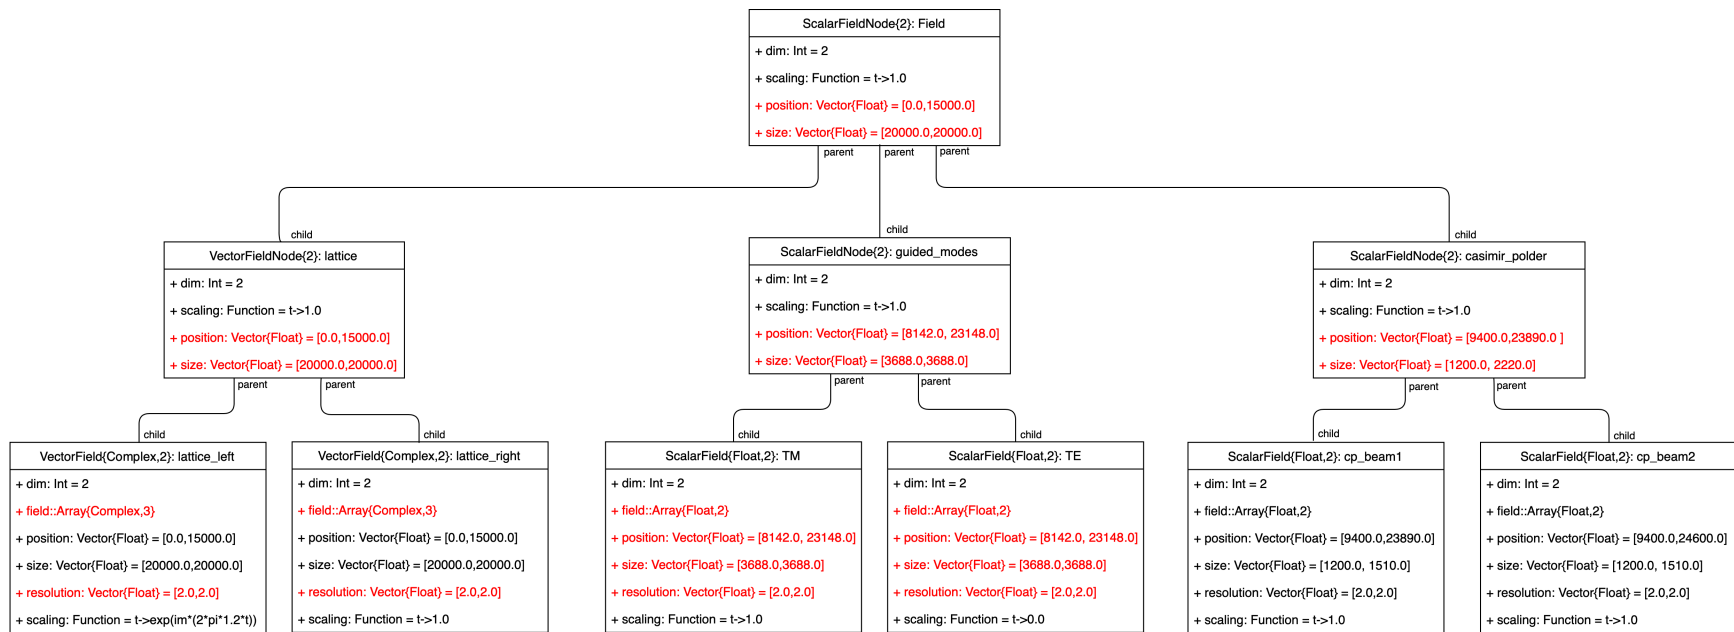 ScalarFieldNode{2}: Field
+ dim: Int = 2
+ scaling: Function = t->1.0
+ position: Vector{Float} = [0.0,15000.0]
+ size: Vector{Float} = [20000.0,20000.0]
parent
parent
parent
child
child
child
VectorFieldNode{2}: lattice
+ dim: Int = 2
+ scaling: Function = t->1.0
+ position: Vector{Float} = [0.0,15000.0]
+ size: Vector{Float} = [20000.0,20000.0]
parent
parent
ScalarFieldNode{2}: guided_modes
+ dim: Int = 2
+ scaling: Function = t->1.0
+ position: Vector{Float} = [8142.0, 23148.0]
+ size: Vector{Float} = [3688.0,3688.0]
parent
parent
ScalarFieldNode{2}: casimir_polder
+ dim: Int = 2
+ scaling: Function = t->1.0
+ position: Vector{Float} = [9400.0,23890.0 ]
+ size: Vector{Float} = [1200.0, 2220.0]
parent
parent
child
child
child
child
child
child
VectorField{Complex,2}: lattice_left
+ dim: Int = 2
+ field::Array{Complex,3}
+ position: Vector{Float} = [0.0,15000.0]
+ size: Vector{Float} = [20000.0,20000.0]
+ resolution: Vector{Float} = [2.0,2.0]
+ scaling: Function = t->exp(im*(2*pi*1.2*t))
VectorField{Complex,2}: lattice_right
+ dim: Int = 2
+ field::Array{Complex,3}
+ position: Vector{Float} = [0.0,15000.0]
+ size: Vector{Float} = [20000.0,20000.0]
+ resolution: Vector{Float} = [2.0,2.0]
+ scaling: Function = t->1.0
ScalarField{Float,2}: TM
+ dim: Int = 2
+ field::Array{Float,2}
+ position: Vector{Float} = [8142.0, 23148.0]
+ size: Vector{Float} = [3688.0,3688.0]
+ resolution: Vector{Float} = [2.0,2.0]
+ scaling: Function = t->1.0
ScalarField{Float,2}: TE
+ dim: Int = 2
+ field::Array{Float,2}
+ position: Vector{Float} = [8142.0, 23148.0]
+ size: Vector{Float} = [3688.0,3688.0]
+ resolution: Vector{Float} = [2.0,2.0]
+ scaling: Function = t->0.0
ScalarField{Float,2}: cp_beam1
+ dim: Int = 2
+ field::Array{Float,2}
+ position: Vector{Float} = [9400.0,23890.0]
+ size: Vector{Float} = [1200.0, 1510.0]
+ resolution: Vector{Float} = [2.0,2.0]
+ scaling: Function = t->1.0
ScalarField{Float,2}: cp_beam2
+ dim: Int = 2
+ field::Array{Float,2}
+ position: Vector{Float} = [9400.0,24600.0]
+ size: Vector{Float} = [1200.0, 1510.0]
+ resolution: Vector{Float} = [2.0,2.0]
+ scaling: Function = t->1.0